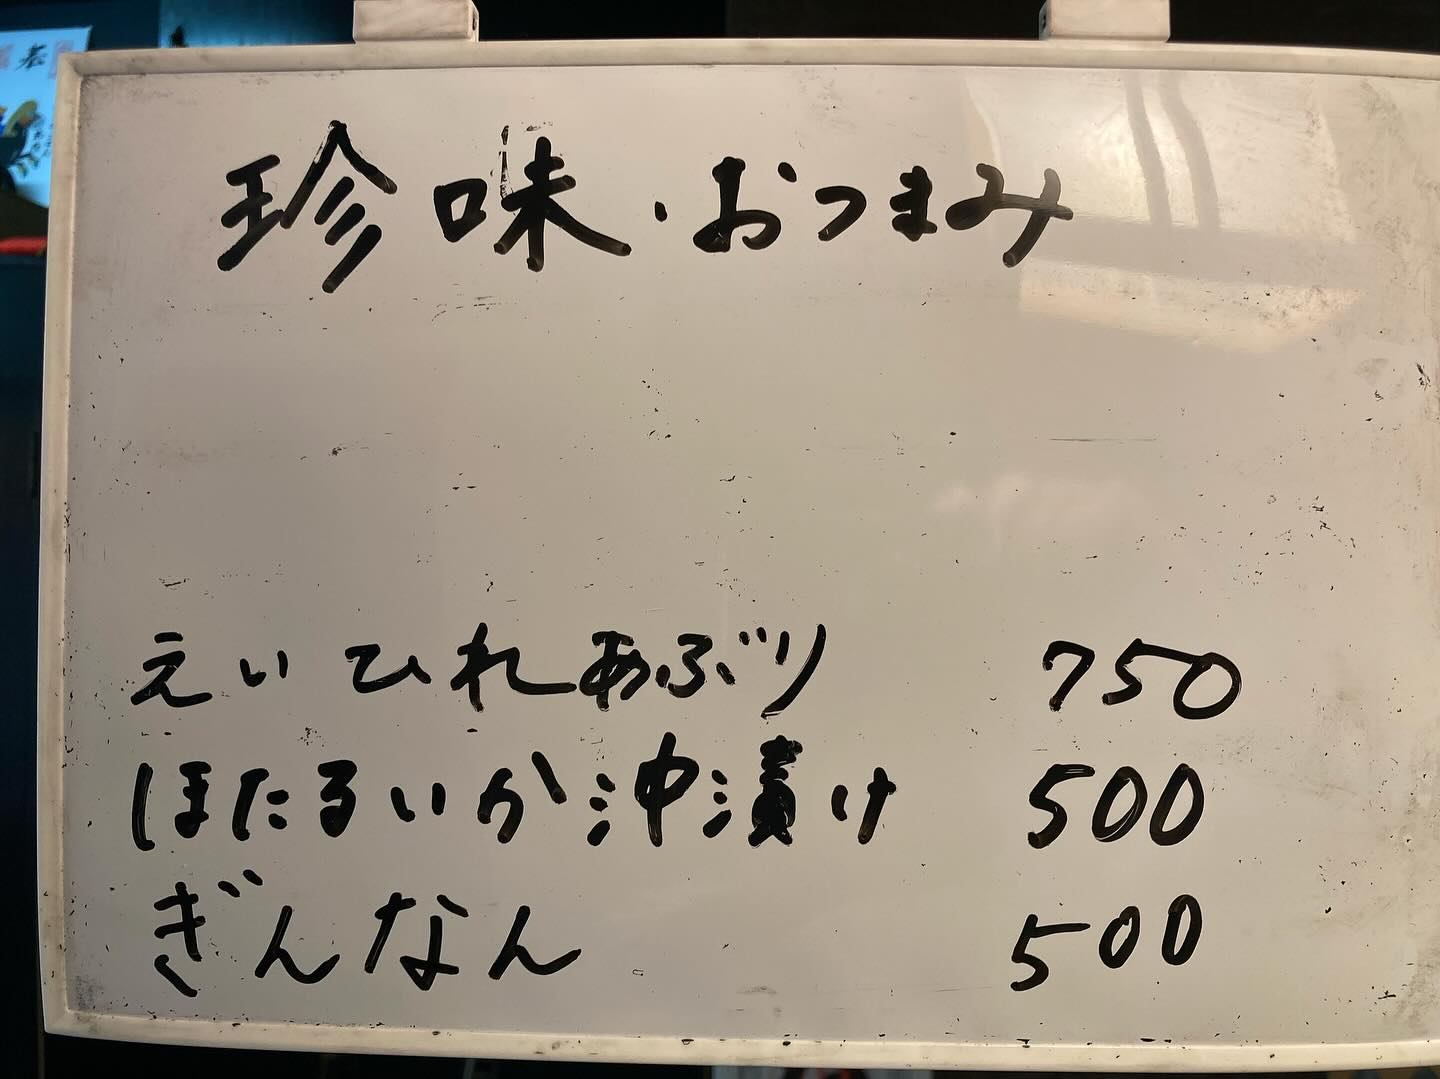 珍味・おつまみ
えいひれあぶり 750
ほたるいか沖漬け 500
ぎんなん 500